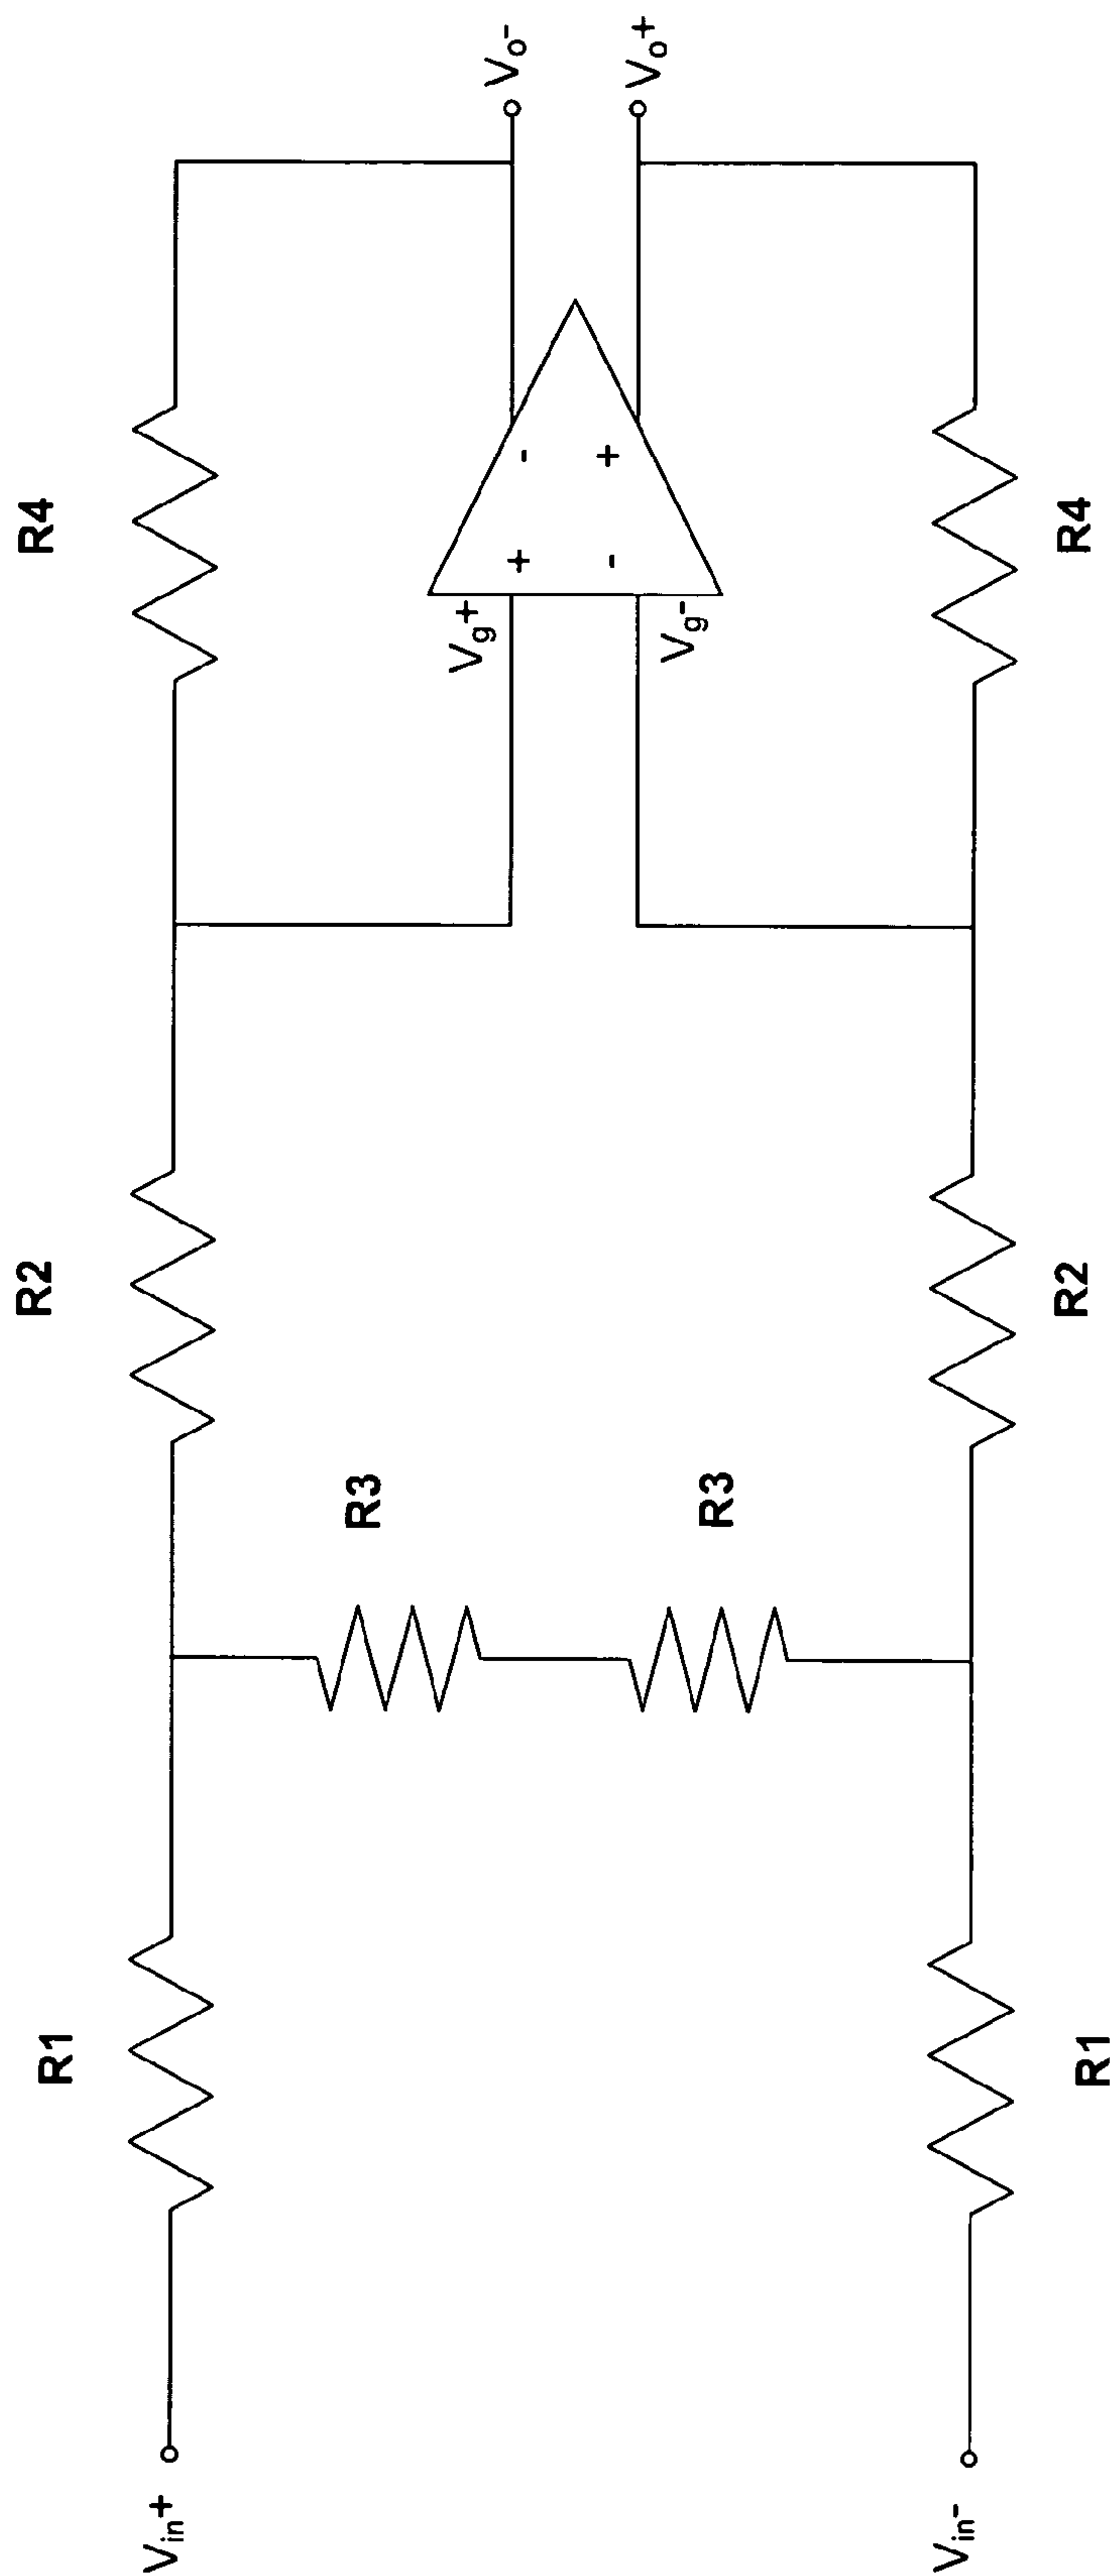 R4
R2
R1
Vo-
Vg+
+
-
R3
Vin+
Vo+
Vg-
-
+
R3
Vin-
R4
R2
R1